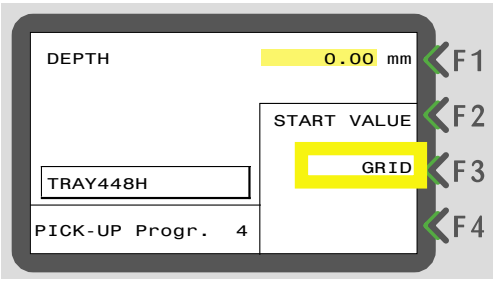 DEPTH 0.00 mm F1
START VALUE F2
GRID F3
TRAY448H
PICK-UP Progr. 4 F4